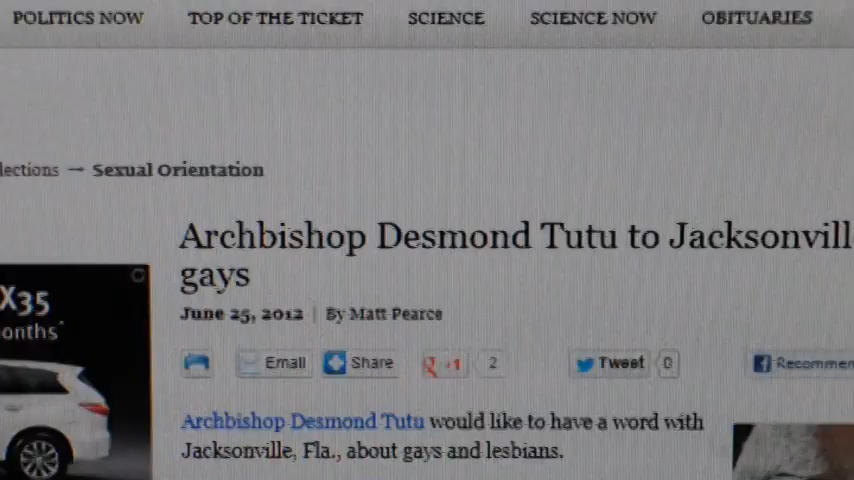 POLITICS NOW TOP OF THE TICKET SCIENCE SCIENCE NOW OBITUARIES
lections → Sexual Orientation
Archbishop Desmond Tutu to Jacksonvill
gays
June 25, 2012 | By Matt Pearce
X35
onths*
Email Share g +1 2 Tweet 0 Recommen
Archbishop Desmond Tutu would like to have a word with
Jacksonville, Fla., about gays and lesbians.